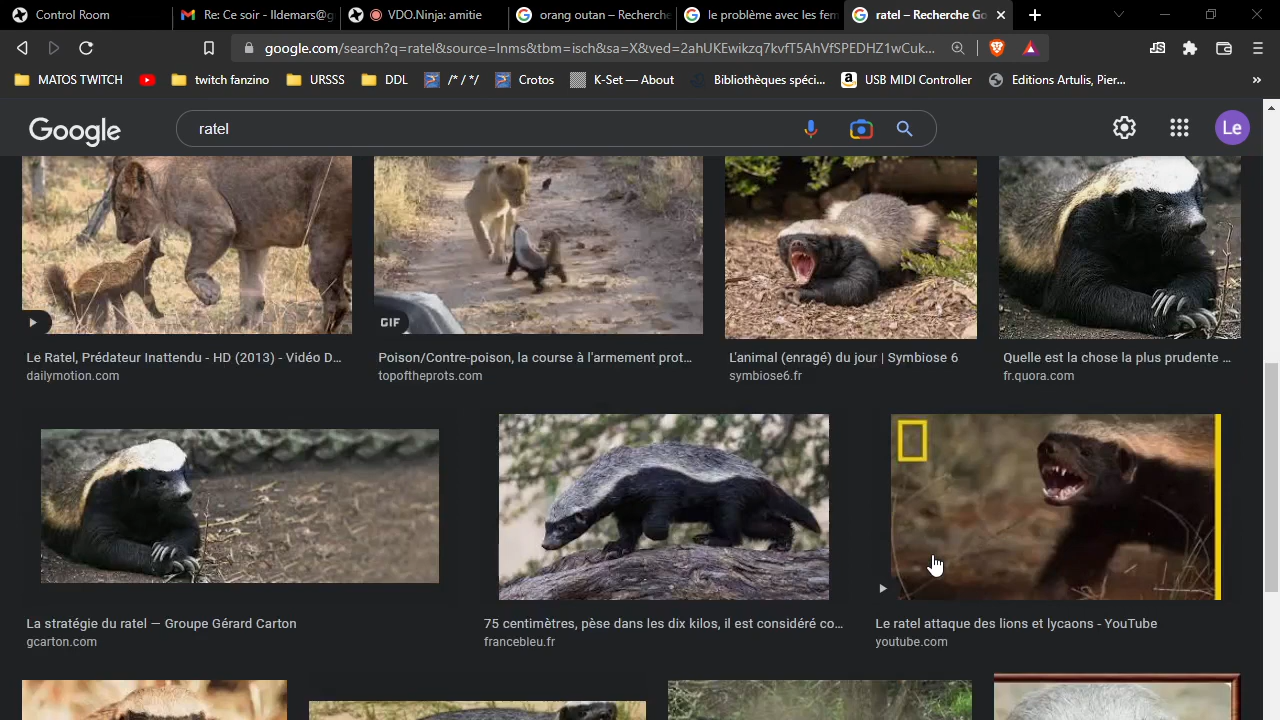 Control Room
Re: Ce soir - Ildemars@g
VDO.Ninja: amitie
orang outan – Recherche
le problème avec les fem
ratel – Recherche Go
google.com/search?q=ratel&source=lnms&tbm=isch&sa=X&ved=2ahUKEwikzq7kvfT5AhVfSPEDHZ1wCuk...
MATOS TWITCH
twitch fanzino
URSSS
DDL
/*/ */
Crotos
K-Set — About
Bibliothèques spéci...
USB MIDI Controller
Editions Artulis, Pier...
»
Google
ratel
Le
GIF
Le Ratel, Prédateur Inattendu - HD (2013) - Vidéo D...
dailymotion.com
Poison/Contre-poison, la course à l'armement prot...
topoftheprots.com
L'animal (enragé) du jour | Symbiose 6
symbiose6.fr
Quelle est la chose la plus prudente ...
fr.quora.com
La stratégie du ratel — Groupe Gérard Carton
gcarton.com
75 centimètres, pèse dans les dix kilos, il est considéré co...
francebleu.fr
Le ratel attaque des lions et lycaons - YouTube
youtube.com